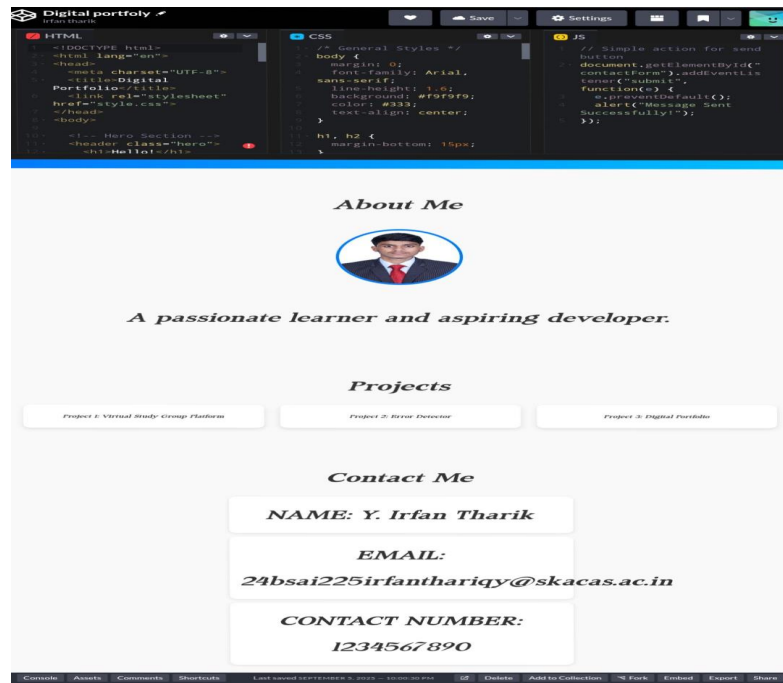 Digital portfoly
Irfan tharik
Save
Settings
HTML
<!DOCTYPE html>
<html lang="en">
<head>
<meta charset="UTF-8">
<title>Digital
Portfolio</title>
<link rel="stylesheet"
href="style.css">
</head>
<body>
<!-- Hero Section -->
<header class="hero">
<h1>Hello!</h1>
CSS
/* General Styles */
body {
margin: 0;
font-family: Arial,
sans-serif;
line-height: 1.6;
background: #f9f9f9;
color: #333;
text-align: center;
}
h1, h2 {
margin-bottom: 15px;
}
JS
// Simple action for send
button
document.getElementById("
contactForm").addEventLis
tener("submit",
function(e) {
e.preventDefault();
alert("Message Sent
Successfully!");
});
About Me
A passionate learner and aspiring developer.
Projects
Project 1: Virtual Study Group Platform
Project 2: Error Detector
Project 3: Digital Portfolio
Contact Me
NAME: Y. Irfan Tharik
EMAIL:
24bsai225irfanthariqy@skacas.ac.in
CONTACT NUMBER:
1234567890
Console Assets Comments Shortcuts Last saved SEPTEMBER 3, 2025 — 10:00:20 PM Delete Add to Collection Fork Embed Export Share